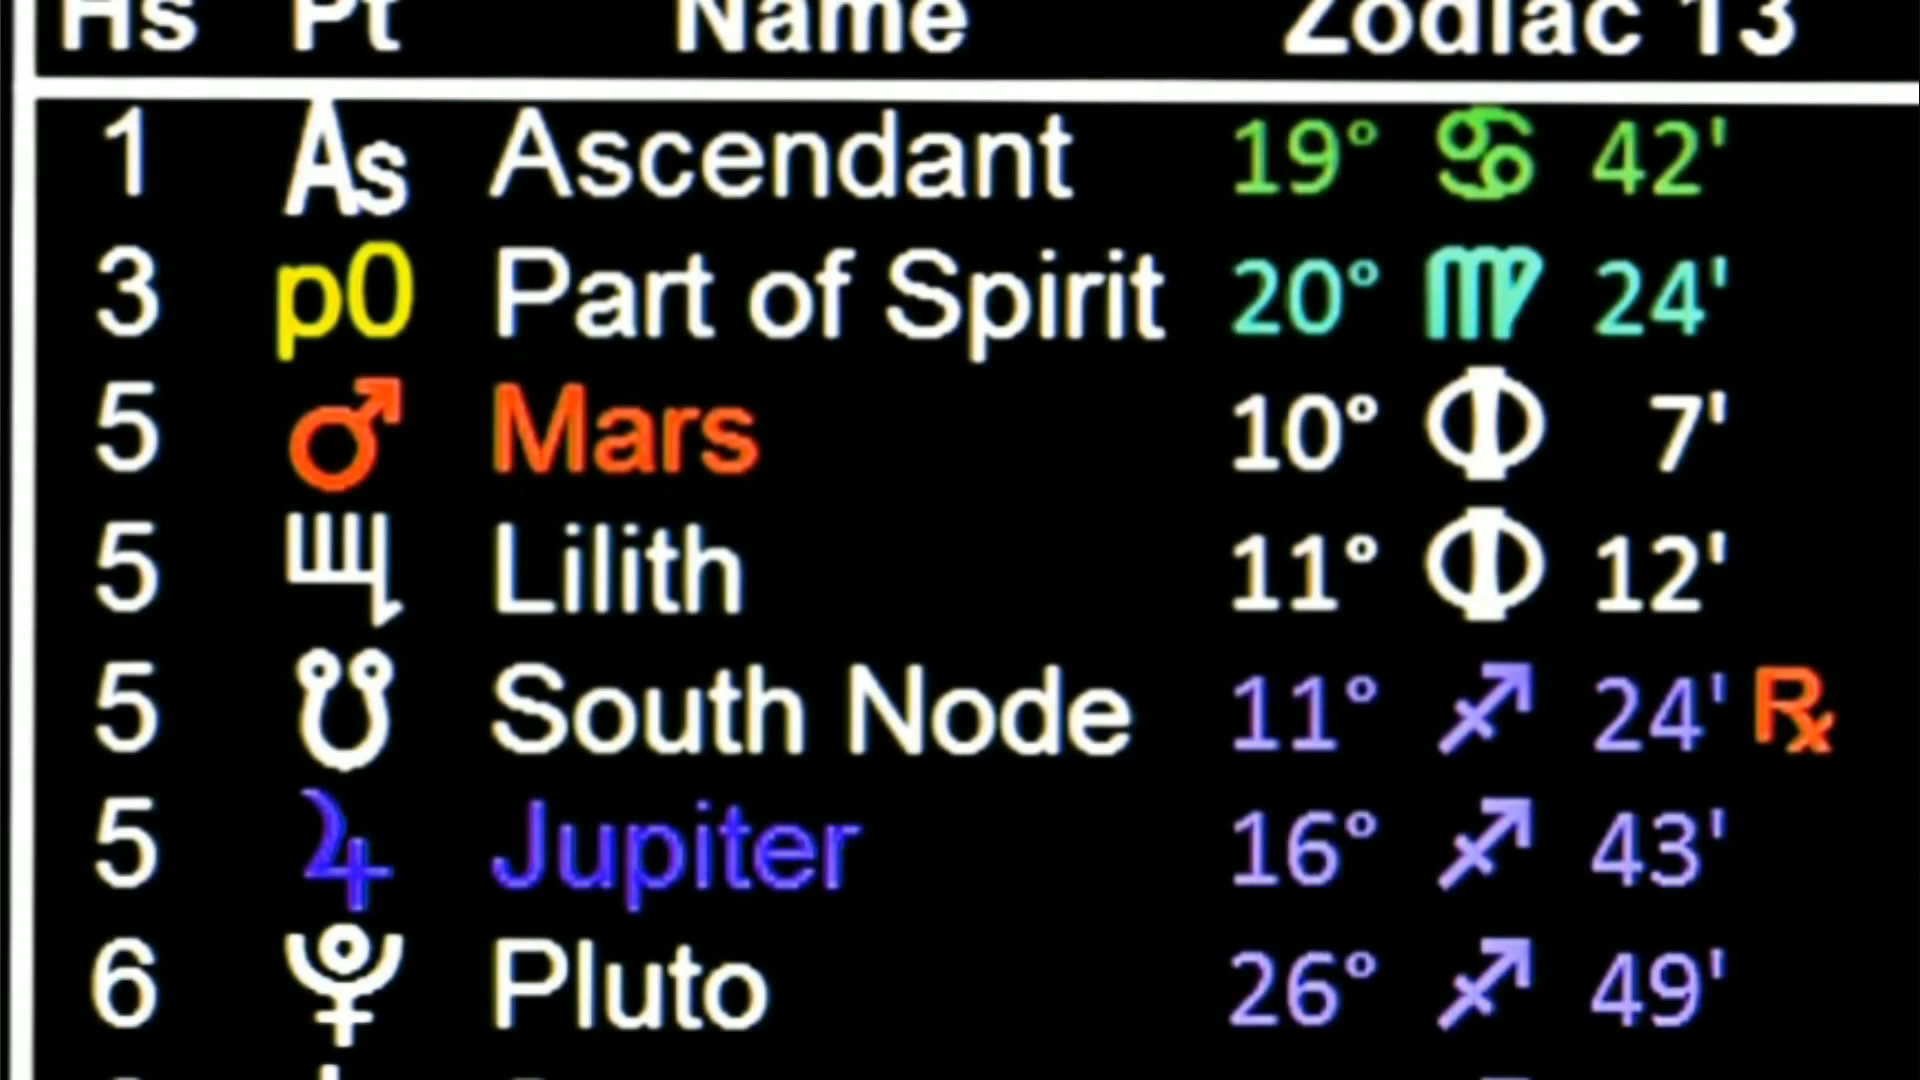 Hs Pt Name Zodiac 13
1 As Ascendant 19° ♋ 42'
3 p0 Part of Spirit 20° ♍ 24'
5 ♂ Mars 10° Φ 7'
5 Lilith 11° Φ 12'
5 ☋ South Node 11° ♐ 24' ℞
5 ♃ Jupiter 16° ♐ 43'
6 Pluto 26° ♐ 49'